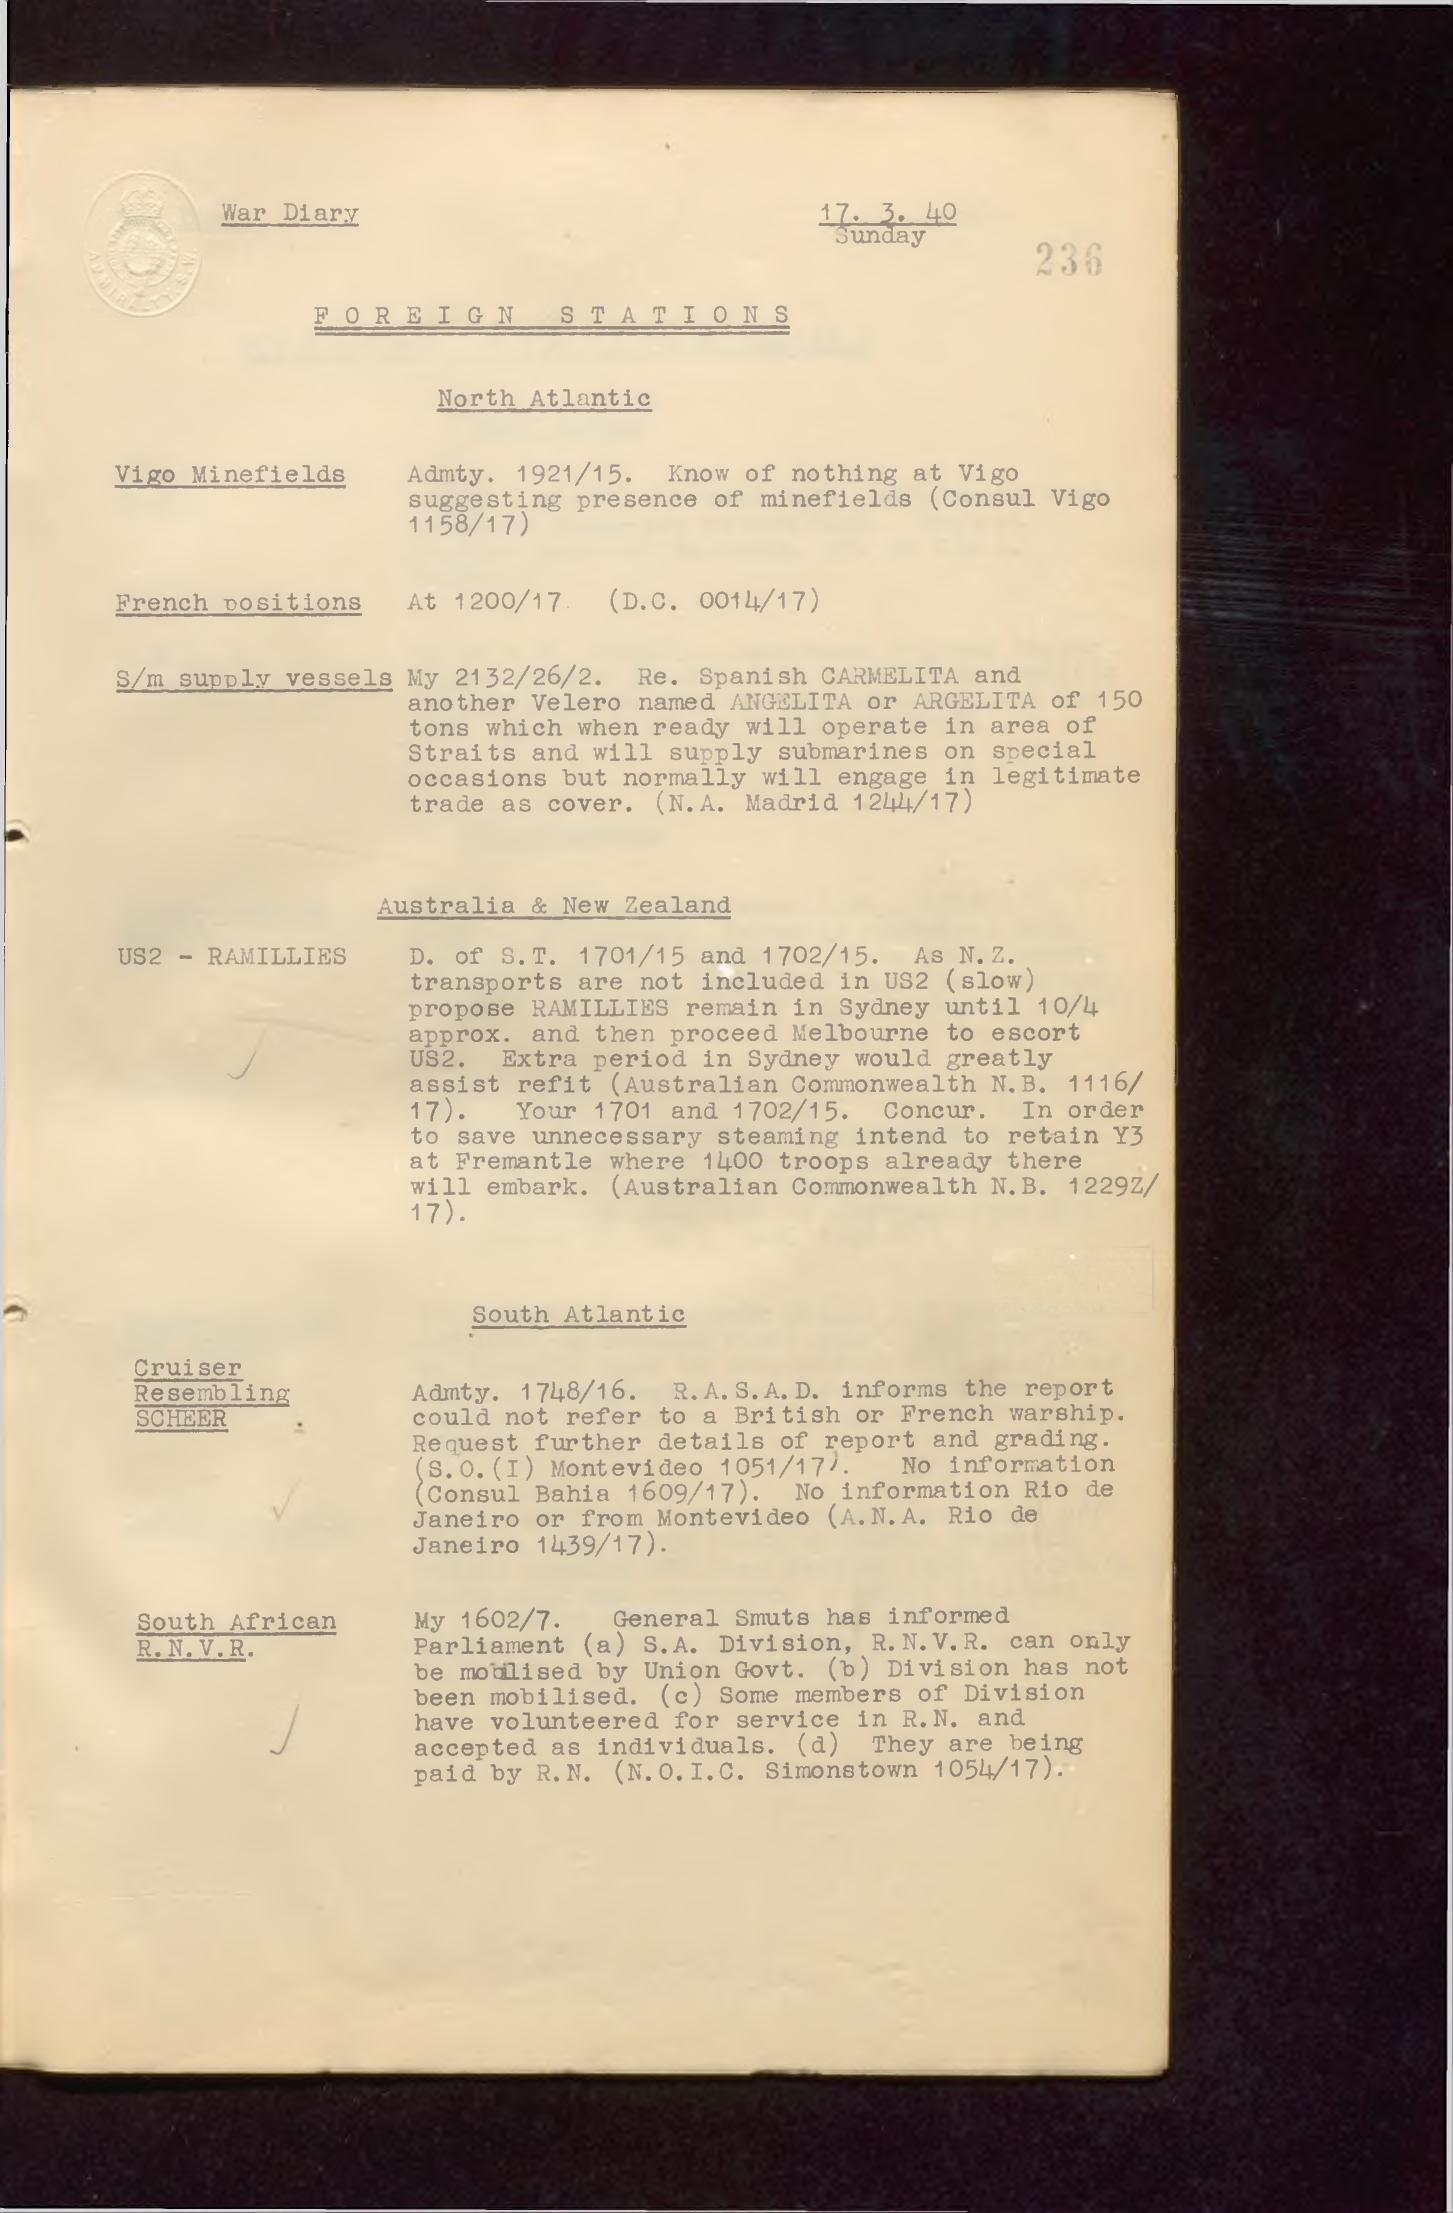 ADMIRALTY. S.W.
War Diary
17. 3. 40
Sunday
236
FOREIGN STATIONS
North Atlantic
Vigo Minefields Admty. 1921/15. Know of nothing at Vigo
suggesting presence of minefields (Consul Vigo
1158/17)
French positions At 1200/17. (D.C. 0014/17)
S/m supply vessels My 2132/26/2. Re. Spanish CARMELITA and
another Velero named ANGELITA or ARGELITA of 150
tons which when ready will operate in area of
Straits and will supply submarines on special
occasions but normally will engage in legitimate
trade as cover. (N.A. Madrid 1244/17)
Australia & New Zealand
US2 - RAMILLIES D. of S.T. 1701/15 and 1702/15. As N.Z.
transports are not included in US2 (slow)
propose RAMILLIES remain in Sydney until 10/4
approx. and then proceed Melbourne to escort
US2. Extra period in Sydney would greatly
assist refit (Australian Commonwealth N.B. 1116/
17). Your 1701 and 1702/15. Concur. In order
to save unnecessary steaming intend to retain Y3
at Fremantle where 1400 troops already there
will embark. (Australian Commonwealth N.B. 1229Z/
17).
South Atlantic
Cruiser
Resembling Admty. 1748/16. R.A.S.A.D. informs the report
SCHEER could not refer to a British or French warship.
Request further details of report and grading.
(S.O.(I) Montevideo 1051/17). No information
(Consul Bahia 1609/17). No information Rio de
Janeiro or from Montevideo (A.N.A. Rio de
Janeiro 1439/17).
South African My 1602/7. General Smuts has informed
R.N.V.R. Parliament (a) S.A. Division, R.N.V.R. can only
be mobilised by Union Govt. (b) Division has not
been mobilised. (c) Some members of Division
have volunteered for service in R.N. and
accepted as individuals. (d) They are being
paid by R.N. (N.O.I.C. Simonstown 1054/17).